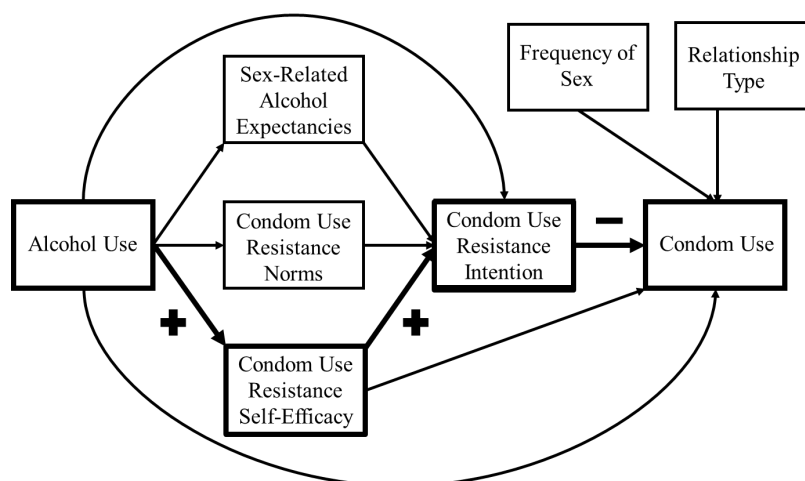 Sex-Related
Alcohol
Expectancies
Frequency of
Sex
Relationship
Type
Alcohol Use
Condom Use
Resistance
Norms
Condom Use
Resistance
Intention
Condom Use
Condom Use
Resistance
Self-Efficacy
+
+
−